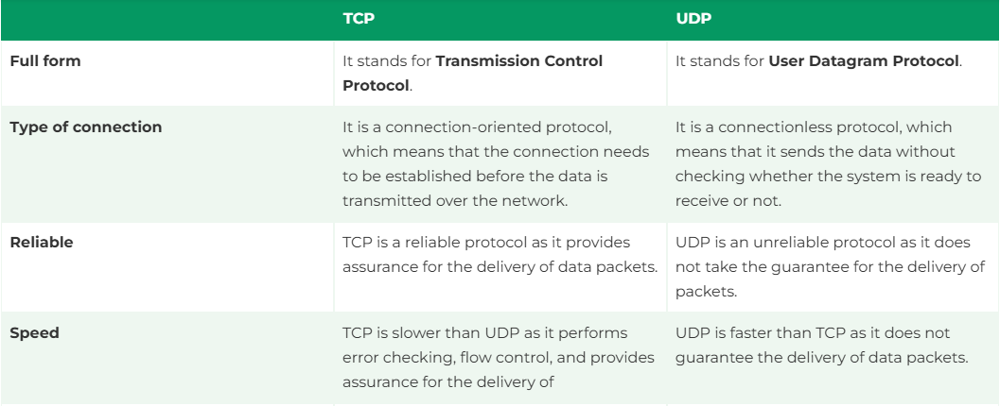 TCP UDP
Full form
It stands for Transmission Control
Protocol.
It stands for User Datagram Protocol.
Type of connection
It is a connection-oriented protocol,
which means that the connection needs
to be established before the data is
transmitted over the network.
It is a connectionless protocol, which
means that it sends the data without
checking whether the system is ready to
receive or not.
Reliable
TCP is a reliable protocol as it provides
assurance for the delivery of data packets.
UDP is an unreliable protocol as it does
not take the guarantee for the delivery of
packets.
Speed
TCP is slower than UDP as it performs
error checking, flow control, and provides
assurance for the delivery of
UDP is faster than TCP as it does not
guarantee the delivery of data packets.